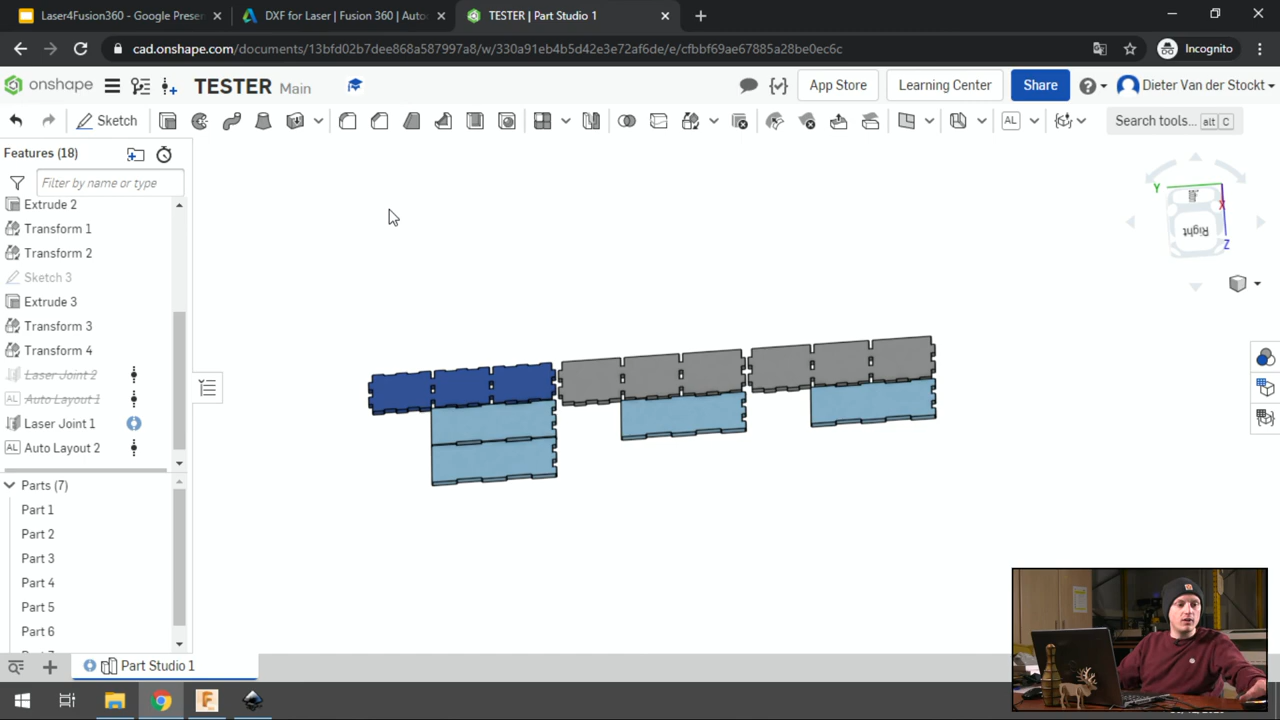 Laser4Fusion360 - Google Preser
DXF for Laser | Fusion 360 | Auto
TESTER | Part Studio 1
cad.onshape.com/documents/13bfd02b7dee868a587997a8/w/330a91eb4b5d42e3e72af6de/e/cfbbf69ae67885a28be0ec6c
Incognito
onshape
TESTER Main
App Store
Learning Center
Share
Dieter Van der Stockt
Sketch
AL
Search tools... alt C
Features (18)
Filter by name or type
Extrude 2
Transform 1
Transform 2
Sketch 3
Extrude 3
Transform 3
Transform 4
Laser Joint 2
AL Auto Layout 1
Laser Joint 1
AL Auto Layout 2
Parts (7)
Part 1
Part 2
Part 3
Part 4
Part 5
Part 6
Y
X
Right
Z
Part Studio 1